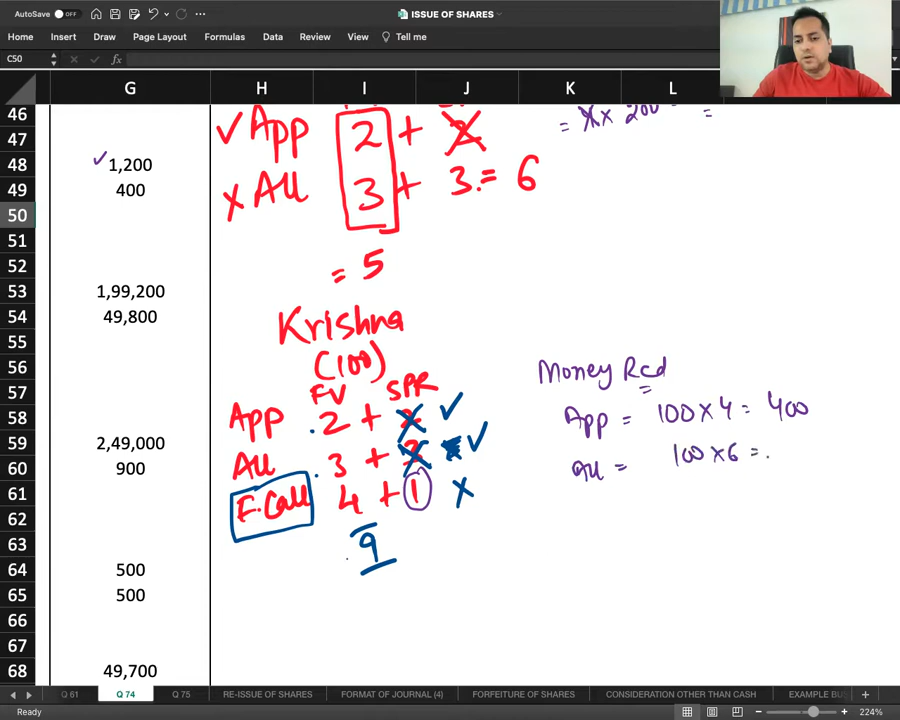 AutoSave OFF ISSUE OF SHARES
Home Insert Draw Page Layout Formulas Data Review View Tell me
C50 fx
G H I J K L
46
47
48 1,200
49 400
50
51
52
53 1,99,200
54 49,800
55
56
57
58
59 2,49,000
60 900
61
62
63
64 500
65 500
66
67
68 49,700
✓App 2 + 2
= X x 200 =
x All 3 + 3.= 6
= 5
Krishna
(100)
FV SPR
App 2 + 2 ✓
All 3 + 3 ✓
F.Call 4 + 1 x
9
Money Rcd
=
App = 100 x 4 = 400
All = 100 x 6 = .
Q 61 Q 74 Q 75 RE-ISSUE OF SHARES FORMAT OF JOURNAL (4) FORFEITURE OF SHARES CONSIDERATION OTHER THAN CASH EXAMPLE BU +
224%